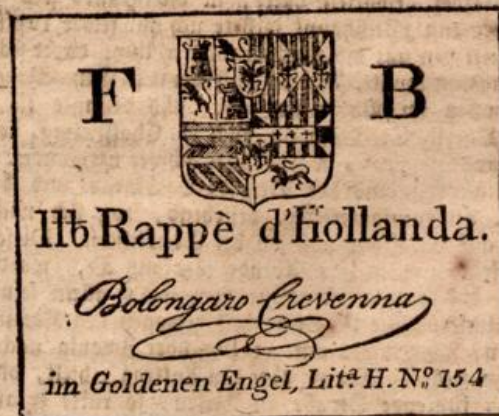 F B
1℔ Rappè d'Hollanda.
Bolongaro Crevenna
im Goldenen Engel, Litª. H. Nº. 154